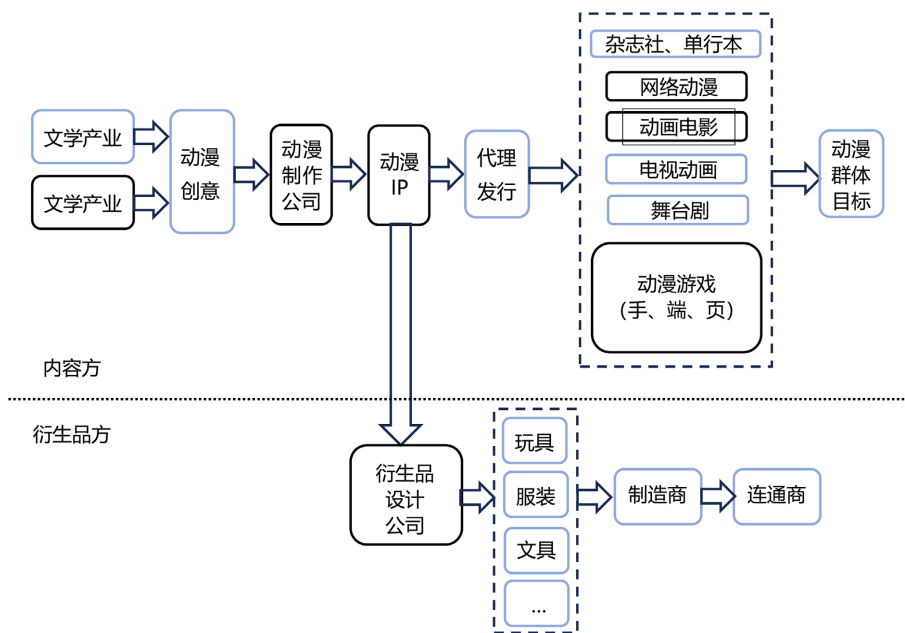 文学产业
文学产业
动漫
创意
动漫
制作
公司
动漫
IP
代理
发行
杂志社、单行本
网络动漫
动画电影
电视动画
舞台剧
动漫游戏
(手、端、页)
动漫
群体
目标
内容方
衍生品方
衍生品
设计
公司
玩具
服装
文具
...
制造商
连通商